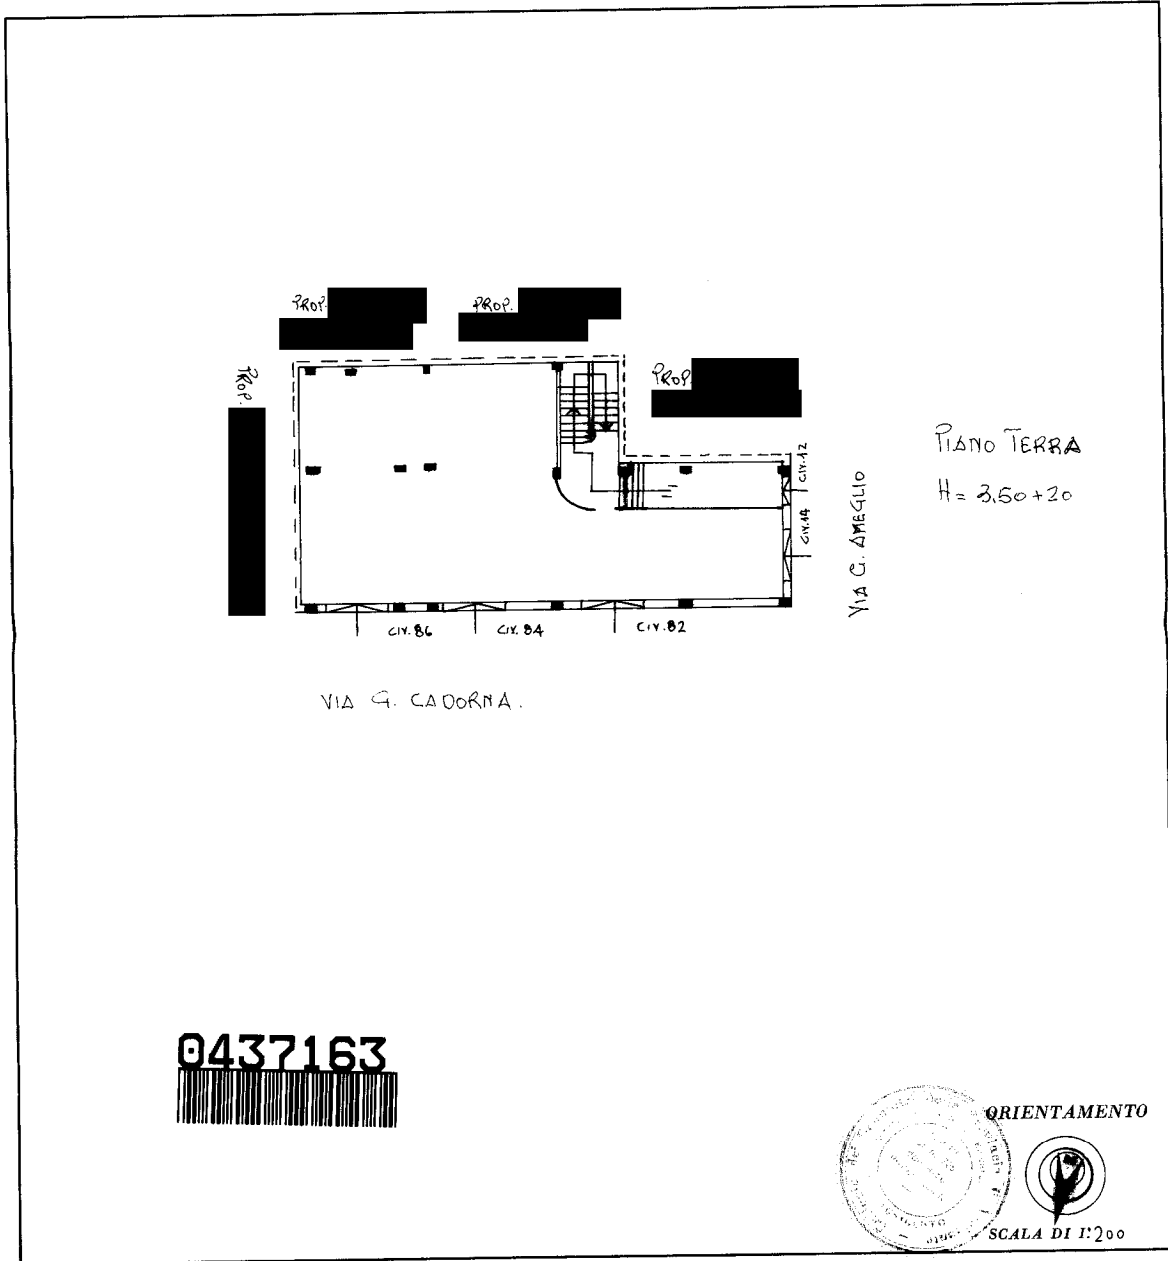 PROP.
PROP.
PROP.
PROP.
PIANO TERRA
H = 3,50+20
CIV. 12
CIV. 14
VIA G. AMEGLIO
CIV. 86
CIV. 84
CIV. 82
VIA G. CADORNA.
0437163
ORIENTAMENTO
SCALA DI 1:200